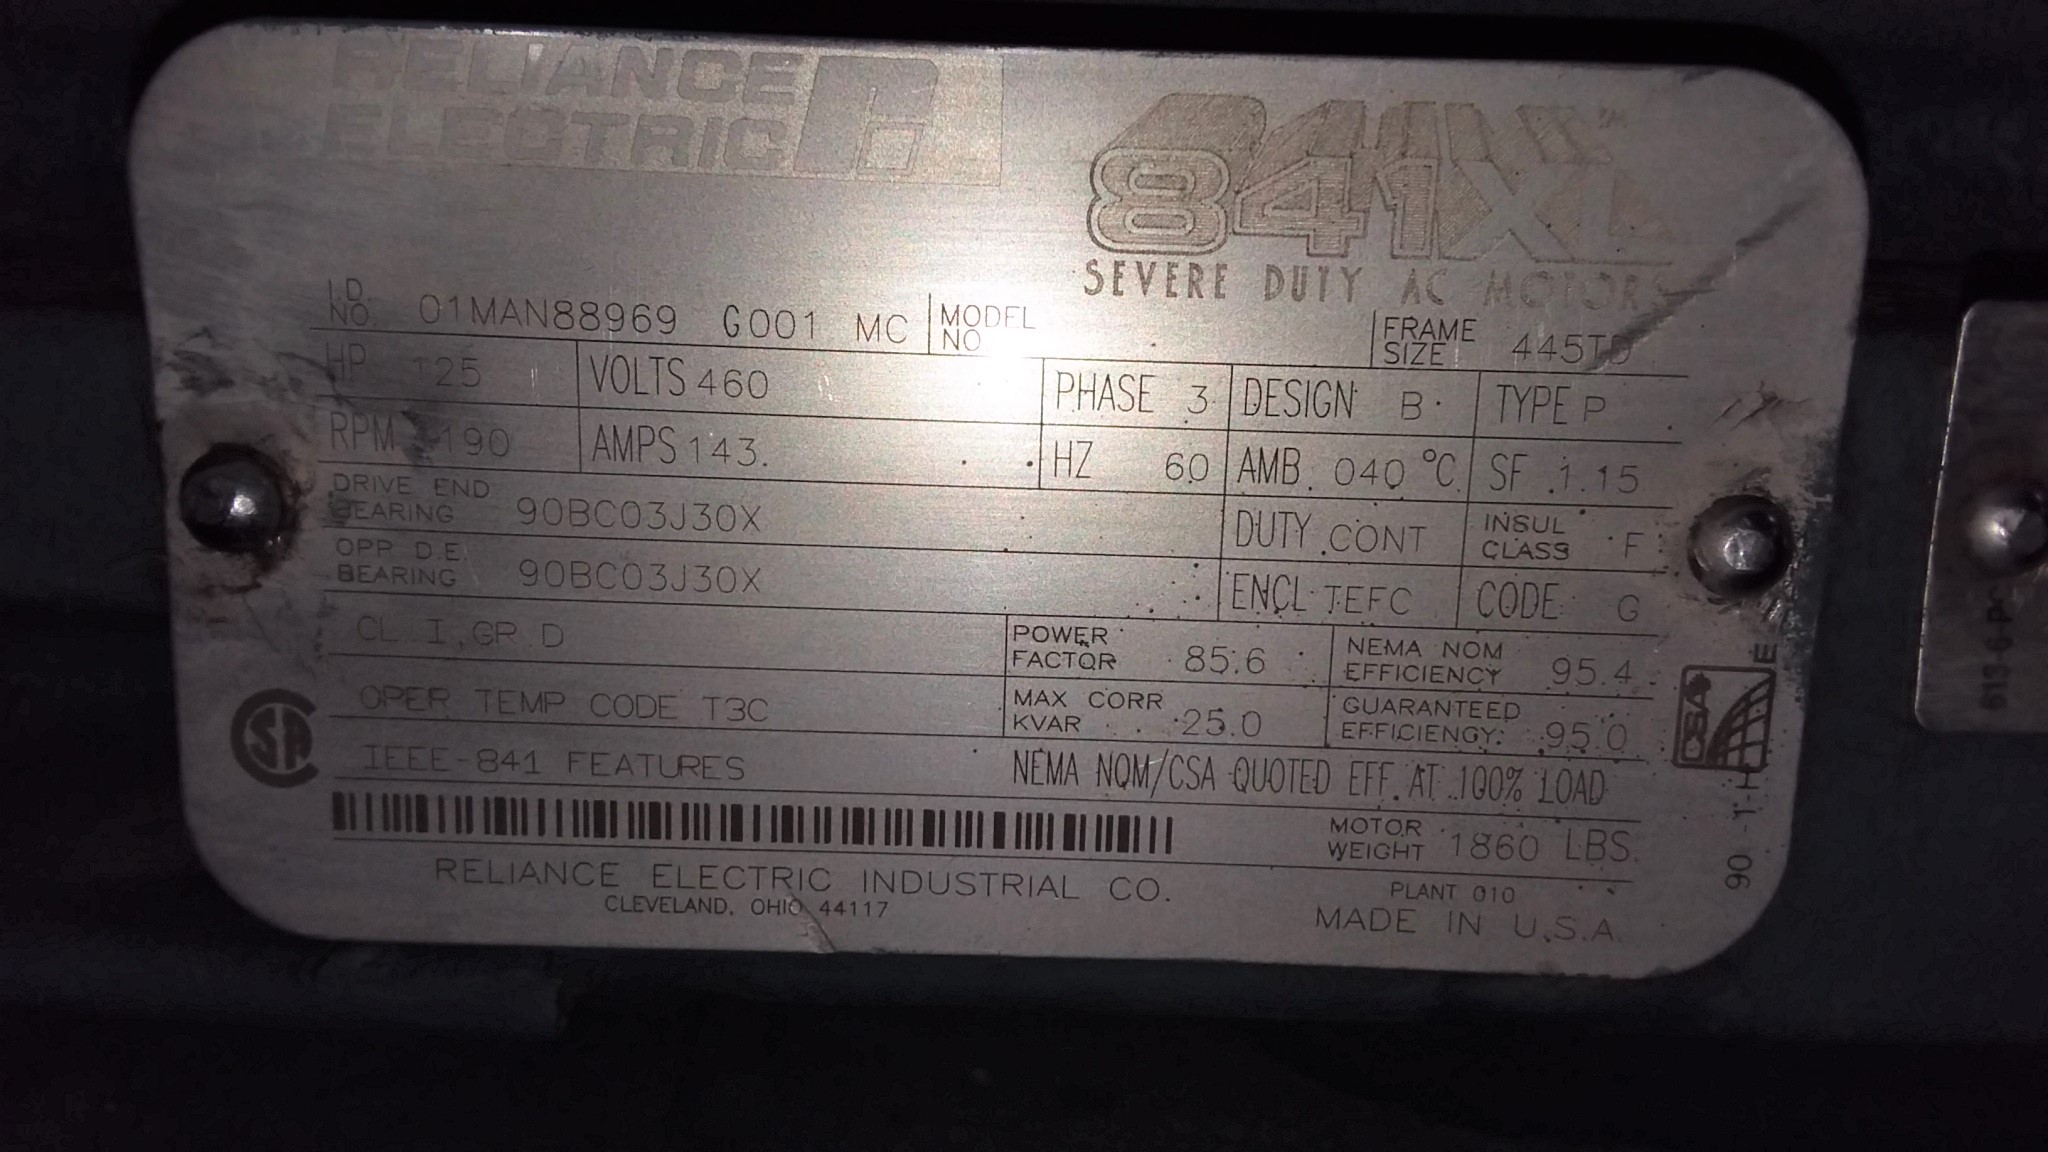 RELIANCE
ELECTRIC
841XL™
SEVERE DUTY AC MOTORS
I.D. NO. 01MAN88969 G001 MC MODEL NO. FRAME SIZE 445TD
HP 125 VOLTS 460 PHASE 3 DESIGN B TYPE P
RPM 1190 AMPS 143. HZ 60 AMB. 040 °C SF 1.15
DRIVE END BEARING 90BC03J30X DUTY CONT INSUL CLASS F
OPP D.E. BEARING 90BC03J30X ENCL TEFC CODE G
CL. I, GR. D POWER FACTOR 85.6 NEMA NOM EFFICIENCY 95.4
OPER TEMP CODE T3C MAX CORR KVAR 25.0 GUARANTEED EFFICIENCY 95.0
IEEE-841 FEATURES NEMA NOM/CSA QUOTED EFF. AT 100% LOAD
MOTOR WEIGHT 1860 LBS.
RELIANCE ELECTRIC INDUSTRIAL CO.
CLEVELAND, OHIO 44117
PLANT 010
MADE IN U.S.A.
CSA
CSA
E